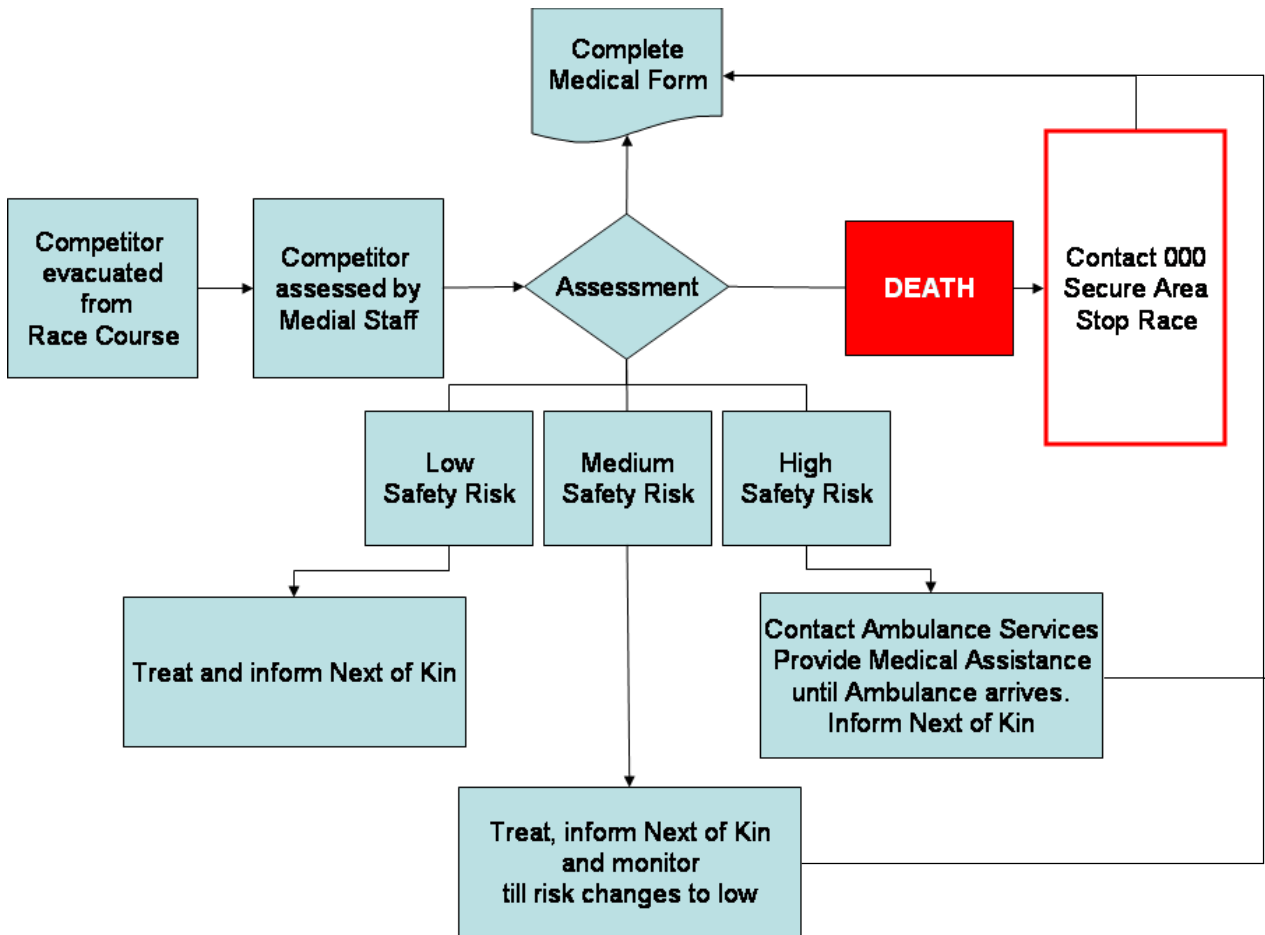 Complete
Medical Form
Competitor
evacuated
from
Race Course
Competitor
assessed by
Medial Staff
Assessment
DEATH
Contact 000
Secure Area
Stop Race
Low
Safety Risk
Medium
Safety Risk
High
Safety Risk
Treat and inform Next of Kin
Contact Ambulance Services
Provide Medical Assistance
until Ambulance arrives.
Inform Next of Kin
Treat, inform Next of Kin
and monitor
till risk changes to low